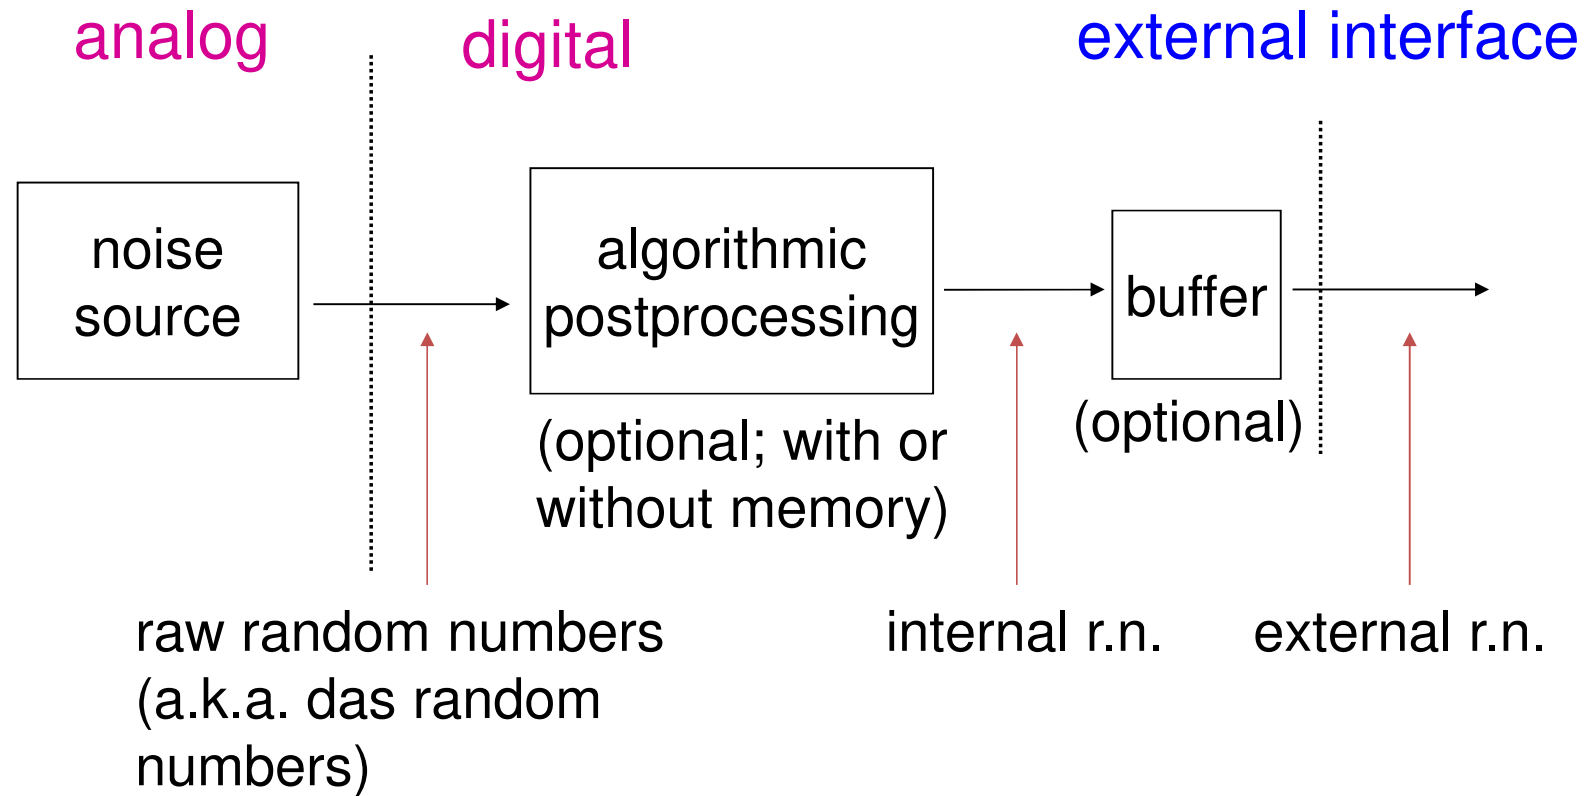 analog
digital
external interface
noise
source
algorithmic
postprocessing
buffer
(optional; with or
without memory)
(optional)
raw random numbers
(a.k.a. das random
numbers)
internal r.n.
external r.n.